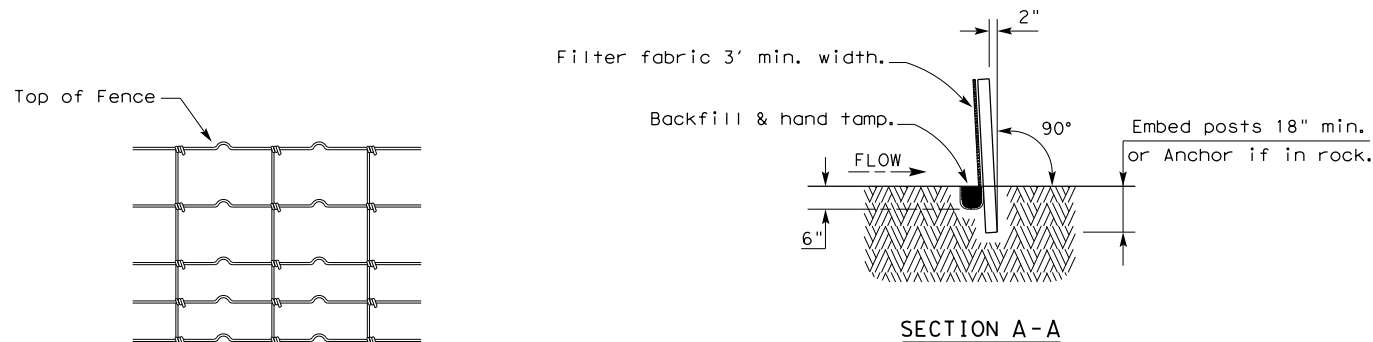 Top of Fence
2"
Filter fabric 3' min. width.
Backfill & hand tamp.
90°
Embed posts 18" min.
or Anchor if in rock.
FLOW
6"
SECTION A-A